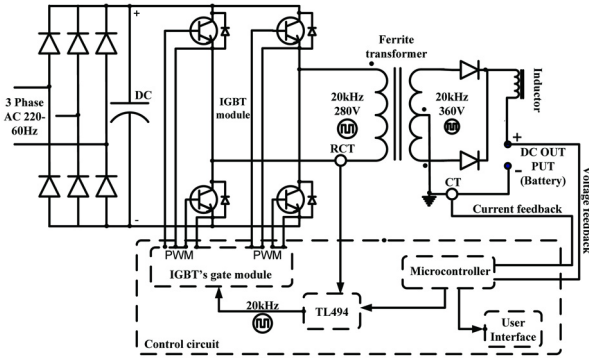 +
DC
-
3 Phase
AC 220-
60Hz
IGBT
module
Ferrite
transformer
20kHz
280V
20kHz
360V
RCT
CT
Inductor
+
DC OUT
PUT
-
(Battery)
Voltage feedback
Current feedback
PWM
PWM
IGBT's gate module
20kHz
TL494
Microcontroller
User
Interface
Control circuit